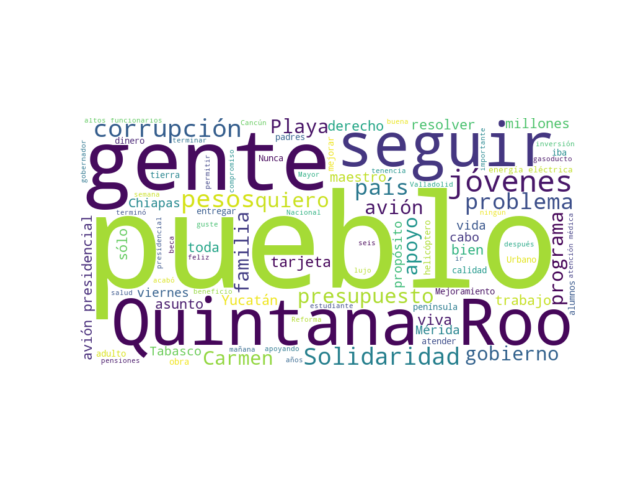 altos funcionarios
Cancún
padres
buena
corrupción
Playa
derecho
resolver
millones
dinero
terminar
mejorar
importante
inversión
gobernador
gente
seguir
Nunca
iba
gasoducto
tierra
permitir
compromiso
Mayor
tenencia
ir
energía eléctrica
semana
pesos
quiero
país
Valladolid
jóvenes
Chiapas
entregar
avión
problema
ningún
presidencial
terminó
guste
Nacional
pueblo
propósito
apoyo
helicóptero
vida
después
programa
avión presidencial
sólo
beca
feliz
toda
familia
seis
cabo
bien
Urbano
calidad
alumnos
atención médica
acabó
tarjeta
maestro
salud
viernes
beneficio
lujo
presupuesto
Mejoramiento
trabajo
asunto
Yucatán
estudiante
península
viva
Quintana Roo
Reforma
Mérida
atender
adulto
Tabasco
mañana
apoyando
Solidaridad
gobierno
pensiones
obra
Carmen
años